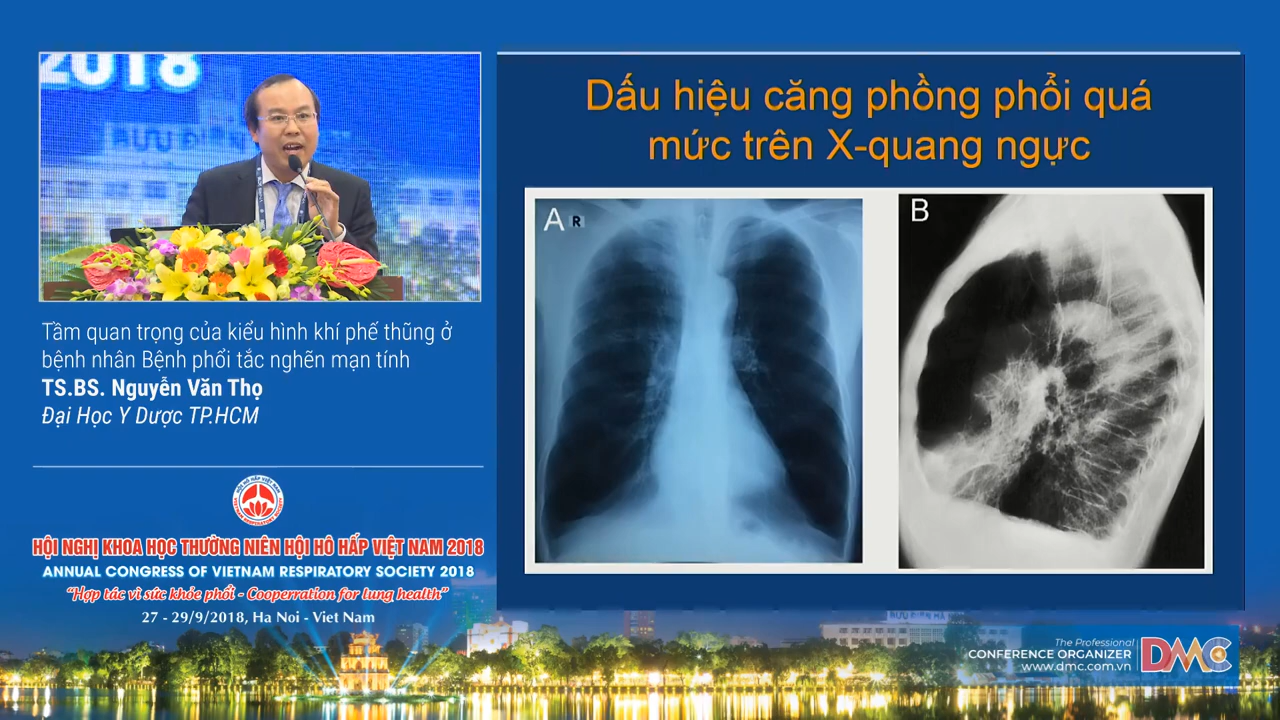 2018
BƯU ĐIỆN
Tầm quan trọng của kiểu hình khí phế thũng ở
bệnh nhân Bệnh phổi tắc nghẽn mạn tính
TS.BS. Nguyễn Văn Thọ
Đại Học Y Dược TP.HCM
HỘI NGHỊ KHOA HỌC THƯỜNG NIÊN HỘI HÔ HẤP VIỆT NAM 2018
ANNUAL CONGRESS OF VIETNAM RESPIRATORY SOCIETY 2018
"Hợp tác vì sức khỏe phổi - Cooperration for lung health"
27 - 29/9/2018, Ha Noi - Viet Nam
Dấu hiệu căng phồng phổi quá
mức trên X-quang ngực
A R
B
The Professional
CONFERENCE ORGANIZER
www.dmc.com.vn
DMC